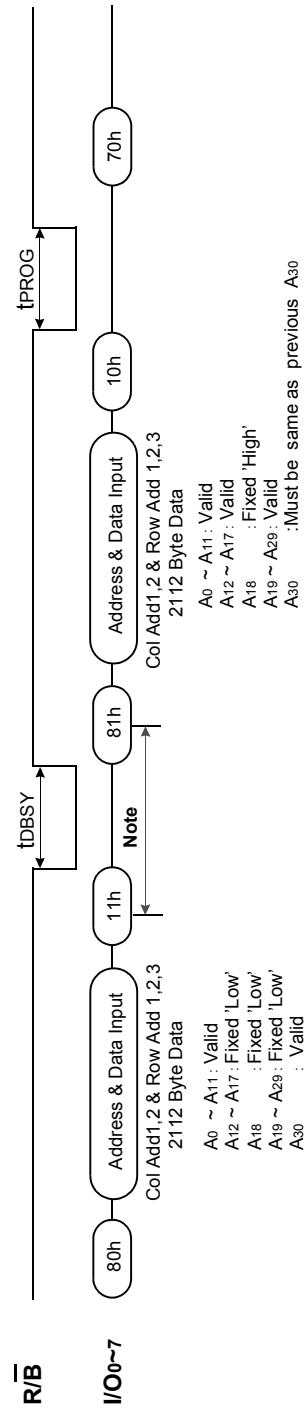 R/B
tDBSY
tPROG
I/O0~7
80h
Address & Data Input
11h
81h
Address & Data Input
10h
70h
Note
Col Add1,2 & Row Add 1,2,3
2112 Byte Data
A0 ~ A11 : Valid
A12 ~ A17 : Fixed 'Low'
A18 : Fixed 'Low'
A19 ~ A29 : Fixed 'Low'
A30 : Valid
Col Add1,2 & Row Add 1,2,3
2112 Byte Data
A0 ~ A11 : Valid
A12 ~ A17 : Valid
A18 : Fixed 'High'
A19 ~ A29 : Valid
A30 :Must be same as previous A30